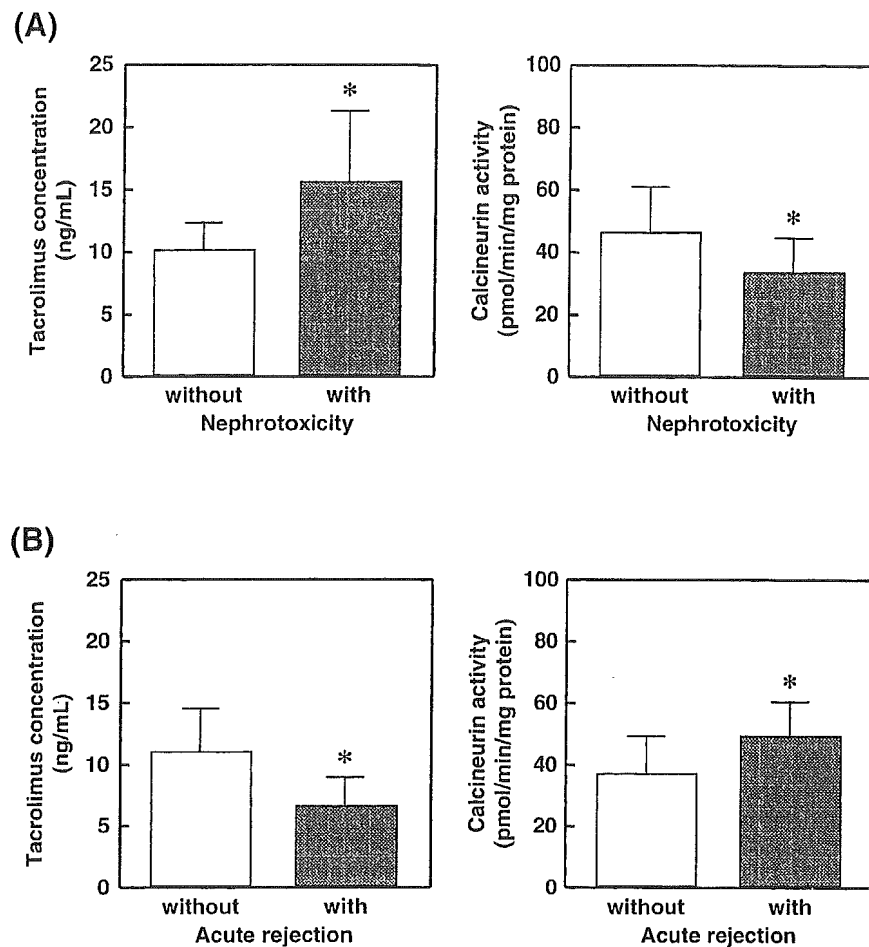 (A)
Tacrolimus concentration
(ng/mL)
25
20
15
10
5
0
*
without
with
Nephrotoxicity
Calcineurin activity
(pmol/min/mg protein)
100
80
60
40
20
0
*
without
with
Nephrotoxicity
(B)
Tacrolimus concentration
(ng/mL)
25
20
15
10
5
0
*
without
with
Acute rejection
Calcineurin activity
(pmol/min/mg protein)
100
80
60
40
20
0
*
without
with
Acute rejection